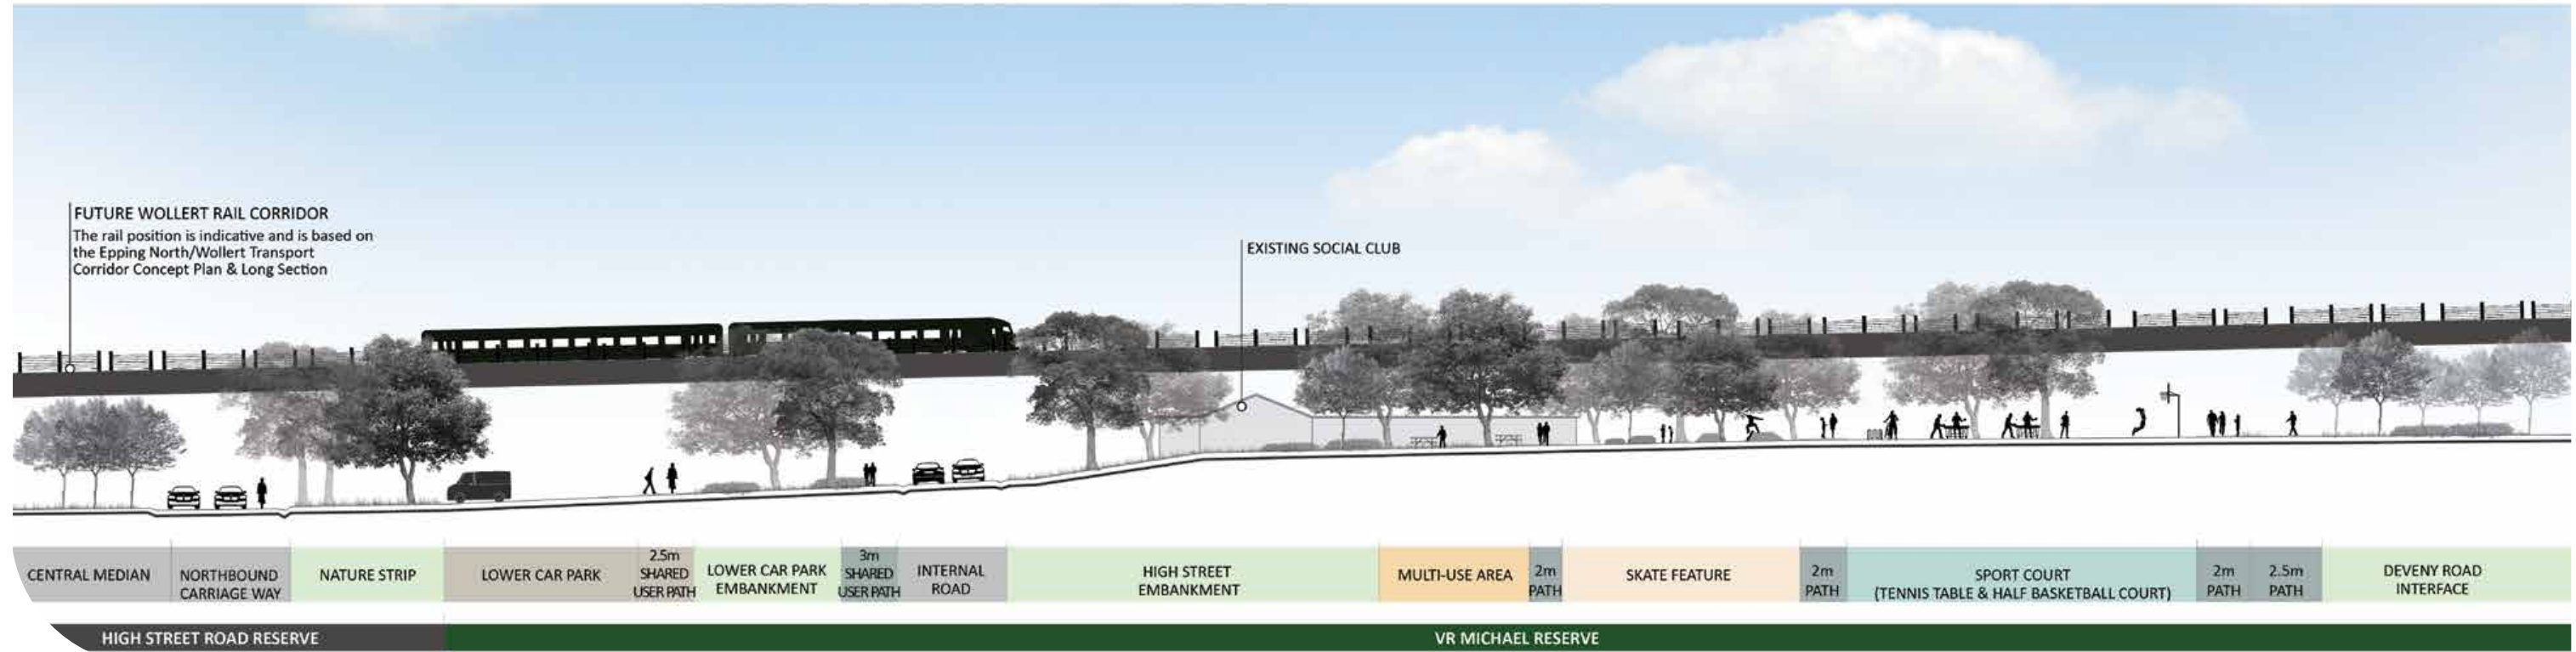 FUTURE WOLLERT RAIL CORRIDOR
The rail position is indicative and is based on
the Epping North/Wollert Transport
Corridor Concept Plan & Long Section
EXISTING SOCIAL CLUB
CENTRAL MEDIAN
NORTHBOUND
CARRIAGE WAY
NATURE STRIP
LOWER CAR PARK
2.5m
SHARED
USER PATH
LOWER CAR PARK
EMBANKMENT
3m
SHARED
USER PATH
INTERNAL
ROAD
HIGH STREET
EMBANKMENT
MULTI-USE AREA
2m
PATH
SKATE FEATURE
2m
PATH
SPORT COURT
(TENNIS TABLE & HALF BASKETBALL COURT)
2m
PATH
2.5m
PATH
DEVENY ROAD
INTERFACE
HIGH STREET ROAD RESERVE
VR MICHAEL RESERVE